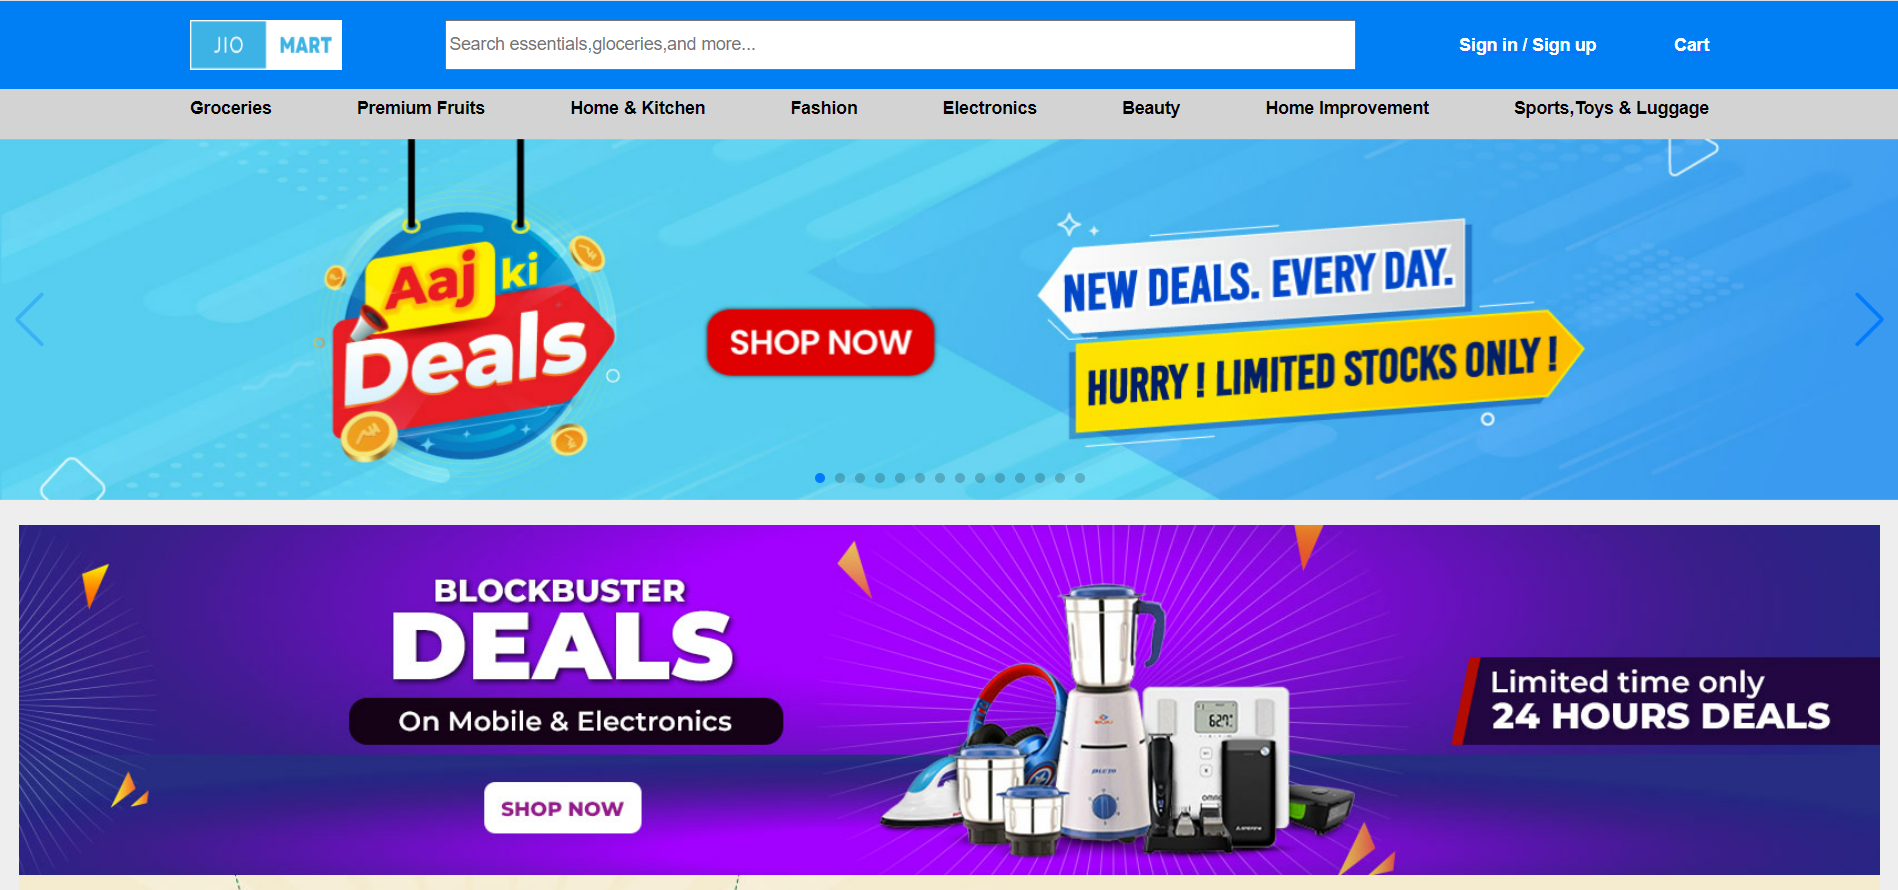 JIO MART
Search essentials,gloceries,and more...
Sign in / Sign up
Cart
Groceries
Premium Fruits
Home & Kitchen
Fashion
Electronics
Beauty
Home Improvement
Sports,Toys & Luggage
Aaj ki
Deals
SHOP NOW
NEW DEALS. EVERY DAY.
HURRY ! LIMITED STOCKS ONLY !
BLOCKBUSTER
DEALS
On Mobile & Electronics
SHOP NOW
Limited time only
24 HOURS DEALS